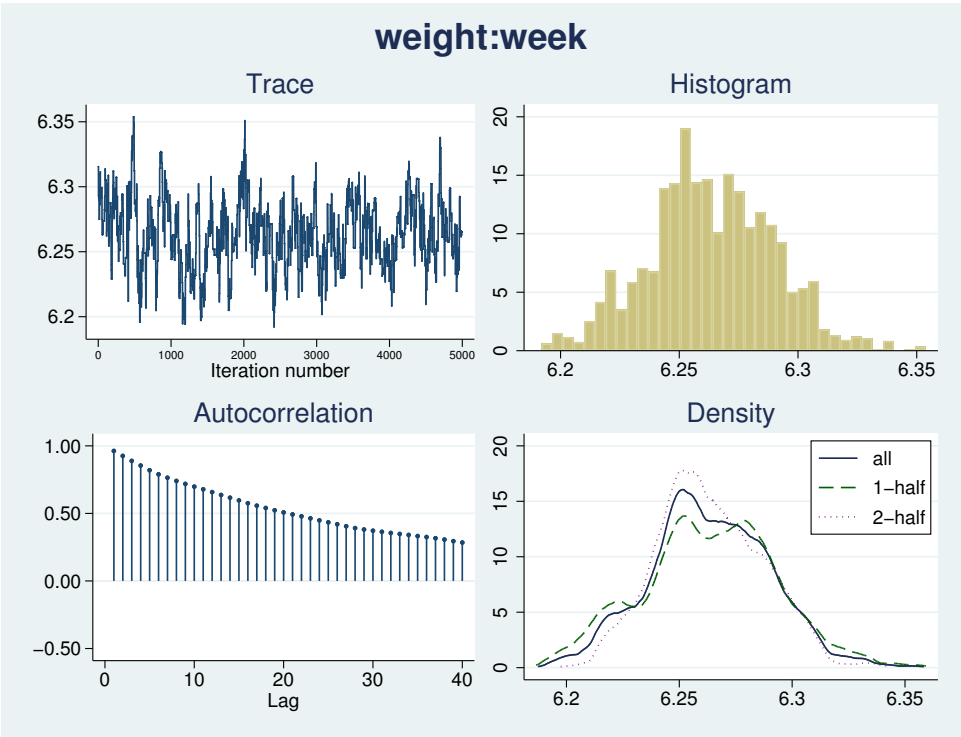 weight:week
Trace
6.35
6.3
6.25
6.2
0 1000 2000 3000 4000 5000
Iteration number
Histogram
20
15
10
5
0
6.2 6.25 6.3 6.35
Autocorrelation
1.00
0.50
0.00
−0.50
0 10 20 30 40
Lag
Density
20
15
10
5
0
6.2 6.25 6.3 6.35
all
1−half
2−half